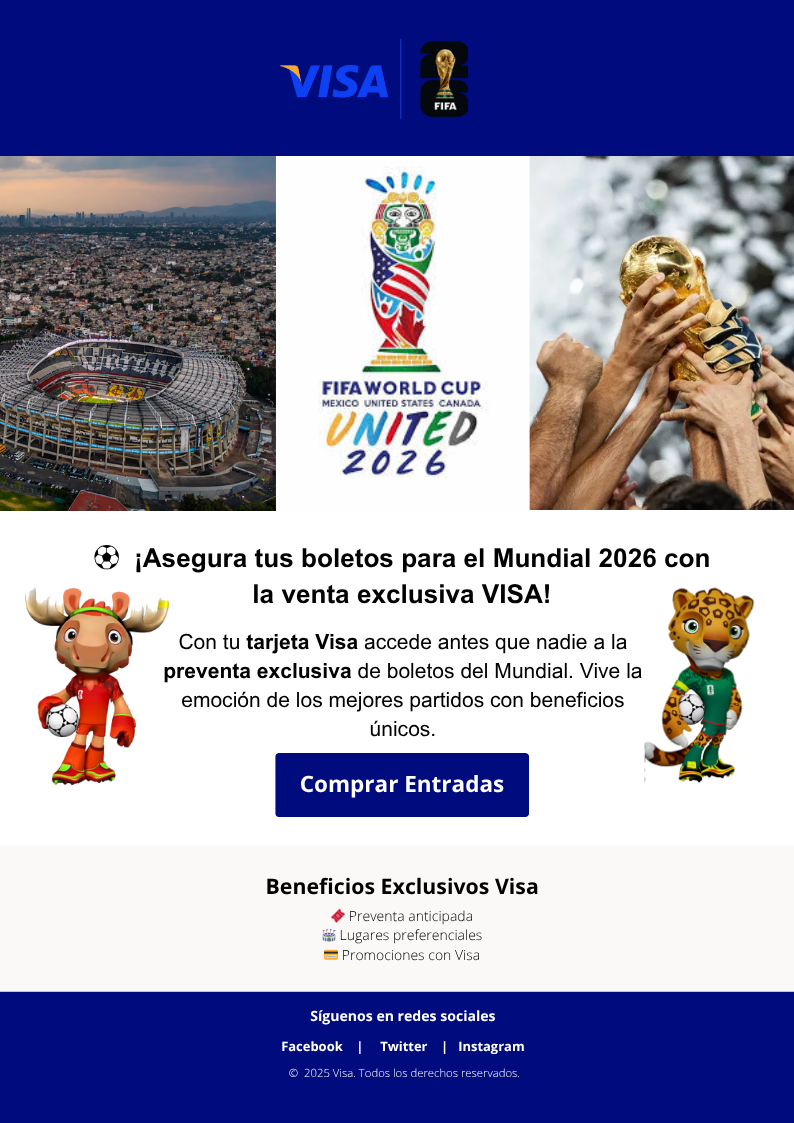 VISA
FIFA
FIFA WORLD CUP
MEXICO UNITED STATES CANADA
UNITED
2026
¡Asegura tus boletos para el Mundial 2026 con
la venta exclusiva VISA!
Con tu tarjeta Visa accede antes que nadie a la
preventa exclusiva de boletos del Mundial. Vive la
emoción de los mejores partidos con beneficios
únicos.
Comprar Entradas
Beneficios Exclusivos Visa
Preventa anticipada
Lugares preferenciales
Promociones con Visa
Síguenos en redes sociales
Facebook | Twitter | Instagram
© 2025 Visa. Todos los derechos reservados.